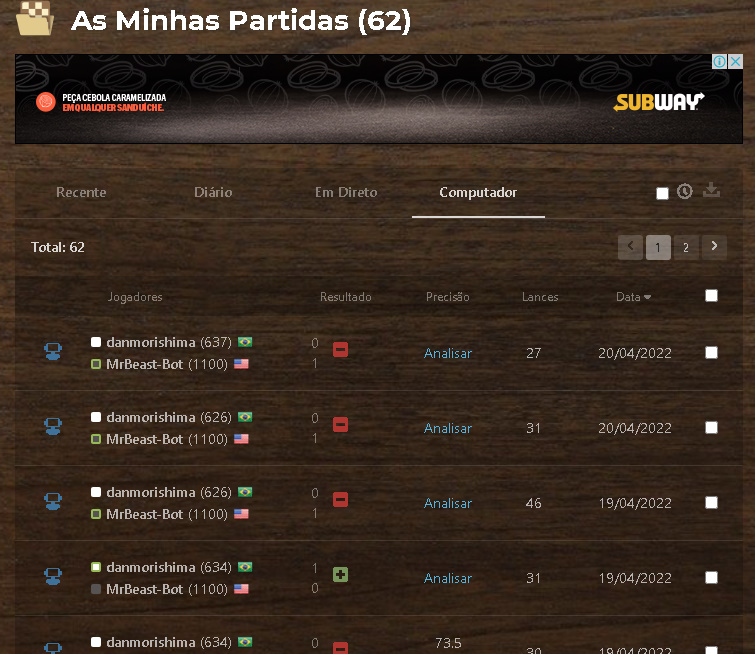 As Minhas Partidas (62)
PEÇA CEBOLA CARAMELIZADA
EM QUALQUER SANDUÍCHE.
SUBWAY
Recente Diário Em Direto Computador
Total: 62
1 2
Jogadores Resultado Precisão Lances Data
danmorishima (637) 0
MrBeast-Bot (1100) 1
Analisar 27 20/04/2022
danmorishima (626) 0
MrBeast-Bot (1100) 1
Analisar 31 20/04/2022
danmorishima (626) 0
MrBeast-Bot (1100) 1
Analisar 46 19/04/2022
danmorishima (634) 1
MrBeast-Bot (1100) 0
Analisar 31 19/04/2022
danmorishima (634) 0 73.5
30 19/04/2022